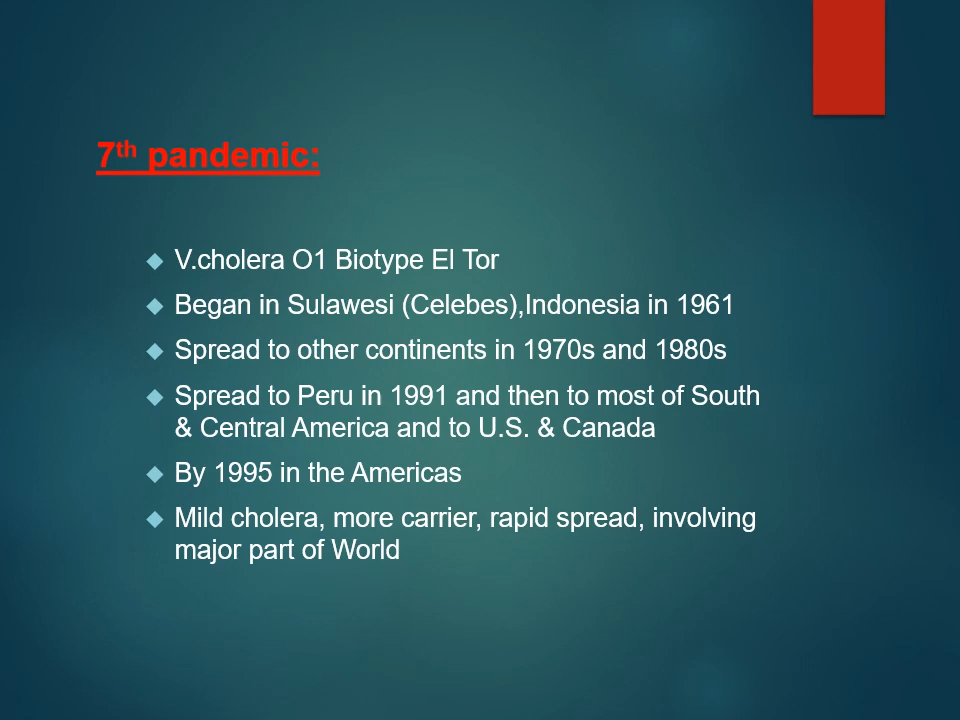 7th pandemic:
V.cholera O1 Biotype El Tor
Began in Sulawesi (Celebes),Indonesia in 1961
Spread to other continents in 1970s and 1980s
Spread to Peru in 1991 and then to most of South
& Central America and to U.S. & Canada
By 1995 in the Americas
Mild cholera, more carrier, rapid spread, involving
major part of World